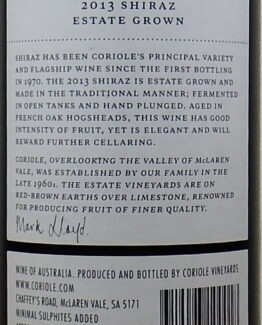 2013 SHIRAZ
ESTATE GROWN
SHIRAZ HAS BEEN CORIOLE'S PRINCIPAL VARIETY
AND FLAGSHIP WINE SINCE THE FIRST BOTTLING
IN 1970. THE 2013 SHIRAZ IS ESTATE GROWN AND
MADE IN THE TRADITIONAL MANNER; FERMENTED
IN OPEN TANKS AND HAND PLUNGED. AGED IN
FRENCH OAK HOGSHEADS, THIS WINE HAS GOOD
INTENSITY OF FRUIT, YET IS ELEGANT AND WILL
REWARD FURTHER CELLARING.
CORIOLE, OVERLOOKING THE VALLEY OF McLAREN
VALE, WAS ESTABLISHED BY OUR FAMILY IN THE
LATE 1960s. THE ESTATE VINEYARDS ARE ON
RED-BROWN EARTHS OVER LIMESTONE, RENOWNED
FOR PRODUCING FRUIT OF FINER QUALITY.
Mark Lloyd.
WINE OF AUSTRALIA. PRODUCED AND BOTTLED BY CORIOLE VINEYARDS
WWW.CORIOLE.COM
CHAFFEY'S ROAD, McLAREN VALE, SA 5171
MINIMAL SULPHITES ADDED